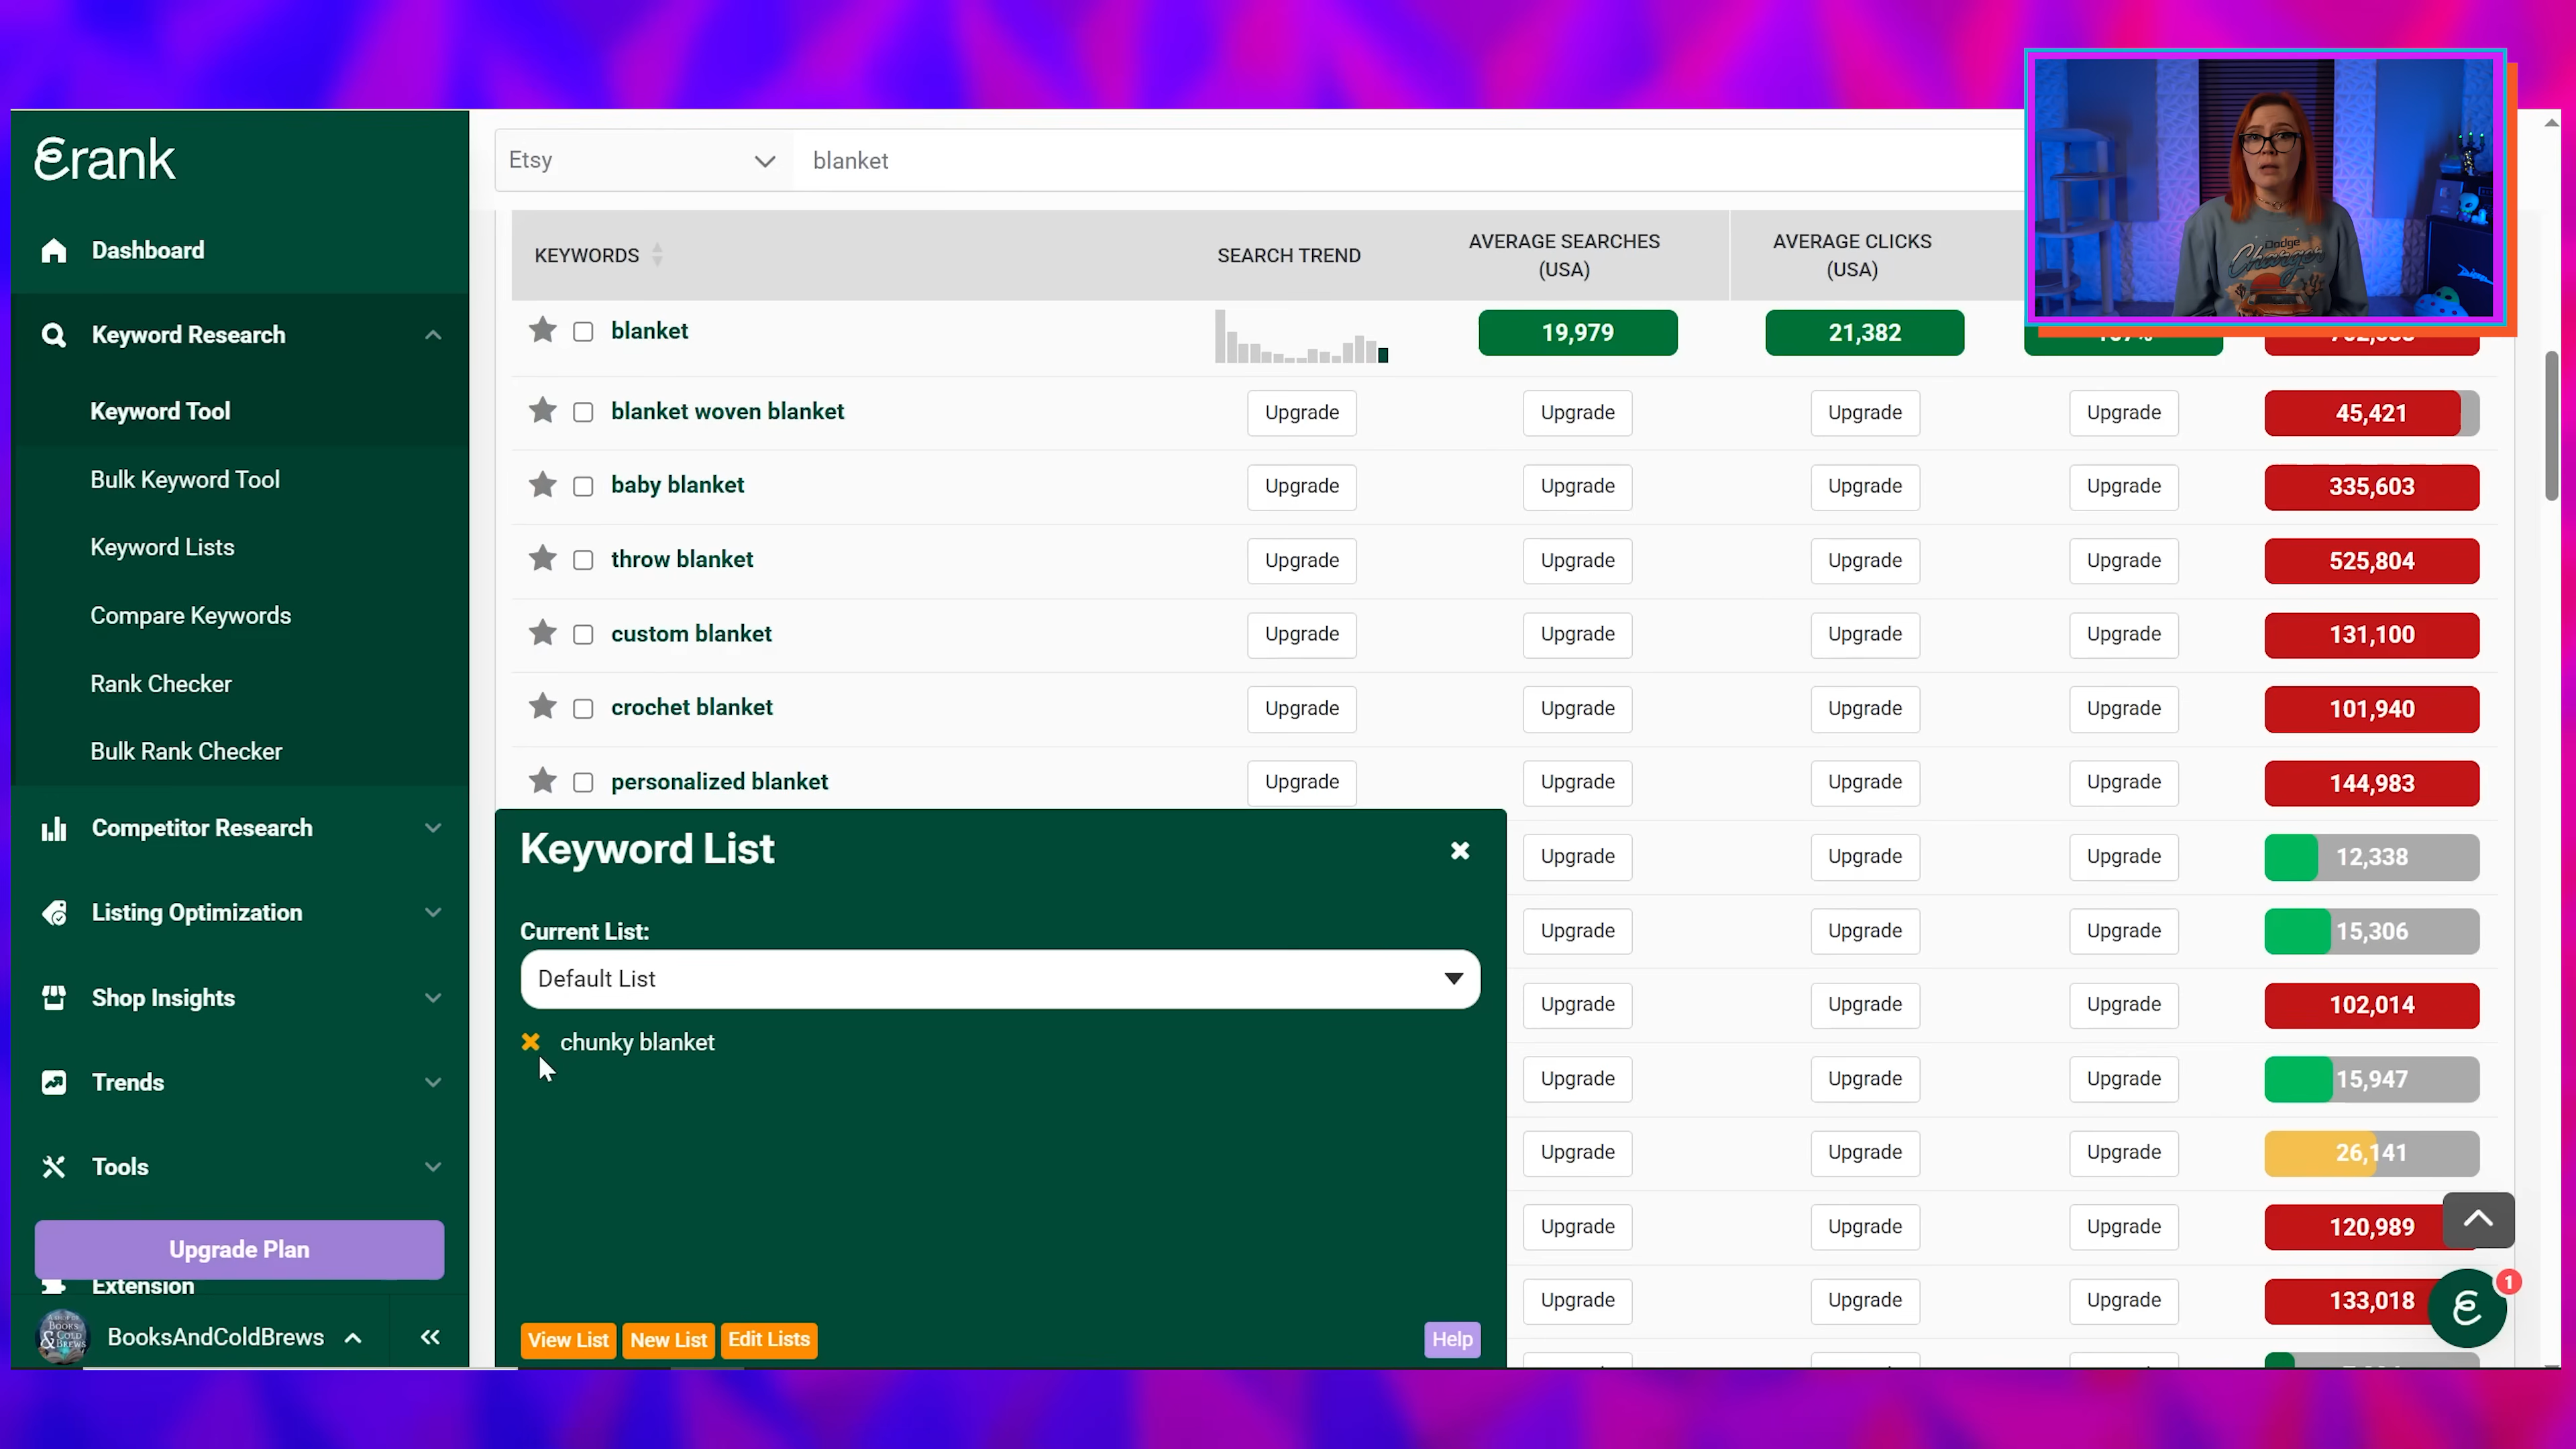 erank
Dashboard
Keyword Research
Keyword Tool
Bulk Keyword Tool
Keyword Lists
Compare Keywords
Rank Checker
Bulk Rank Checker
Competitor Research
Listing Optimization
Shop Insights
Trends
Tools
Upgrade Plan
Extension
BooksAndColdBrews
Etsy blanket
KEYWORDS SEARCH TREND AVERAGE SEARCHES (USA) AVERAGE CLICKS (USA)
blanket 19,979 21,382
blanket woven blanket Upgrade Upgrade Upgrade Upgrade 45,421
baby blanket Upgrade Upgrade Upgrade Upgrade 335,603
throw blanket Upgrade Upgrade Upgrade Upgrade 525,804
custom blanket Upgrade Upgrade Upgrade Upgrade 131,100
crochet blanket Upgrade Upgrade Upgrade Upgrade 101,940
personalized blanket Upgrade Upgrade Upgrade Upgrade 144,983
Upgrade Upgrade Upgrade 12,338
Upgrade Upgrade Upgrade 15,306
Upgrade Upgrade Upgrade 102,014
Upgrade Upgrade Upgrade 15,947
Upgrade Upgrade Upgrade 26,141
Upgrade Upgrade Upgrade 120,989
Upgrade Upgrade Upgrade 133,018
Keyword List
Current List:
Default List
chunky blanket
View List New List Edit Lists Help
1
Dodge
Charger